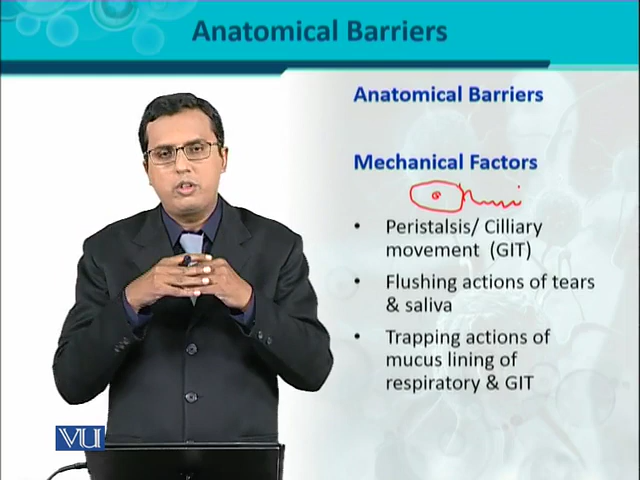 Anatomical Barriers
Anatomical Barriers
Mechanical Factors
• Peristalsis/ Cilliary
movement (GIT)
• Flushing actions of tears
& saliva
• Trapping actions of
mucus lining of
respiratory & GIT
VU